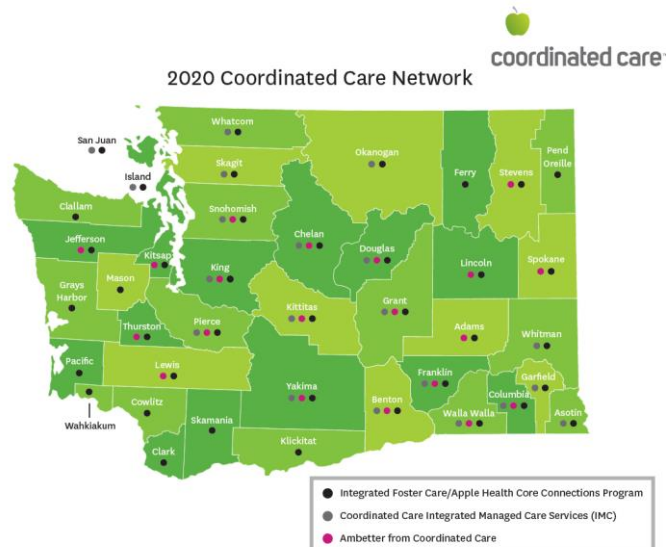 coordinated care
2020 Coordinated Care Network
Whatcom
San Juan
Okanogan
Pend
Oreille
Skagit
Ferry
Stevens
Island
Clallam
Snohomish
Chelan
Jefferson
Douglas
Kitsap
King
Lincoln
Spokane
Mason
Grays
Harbor
Kittitas
Grant
Thurston
Pierce
Adams
Whitman
Pacific
Lewis
Franklin
Garfield
Yakima
Benton
Columbia
Cowlitz
Walla Walla
Asotin
Skamania
Wahkiakum
Klickitat
Clark
Integrated Foster Care/Apple Health Core Connections Program
Coordinated Care Integrated Managed Care Services (IMC)
Ambetter from Coordinated Care